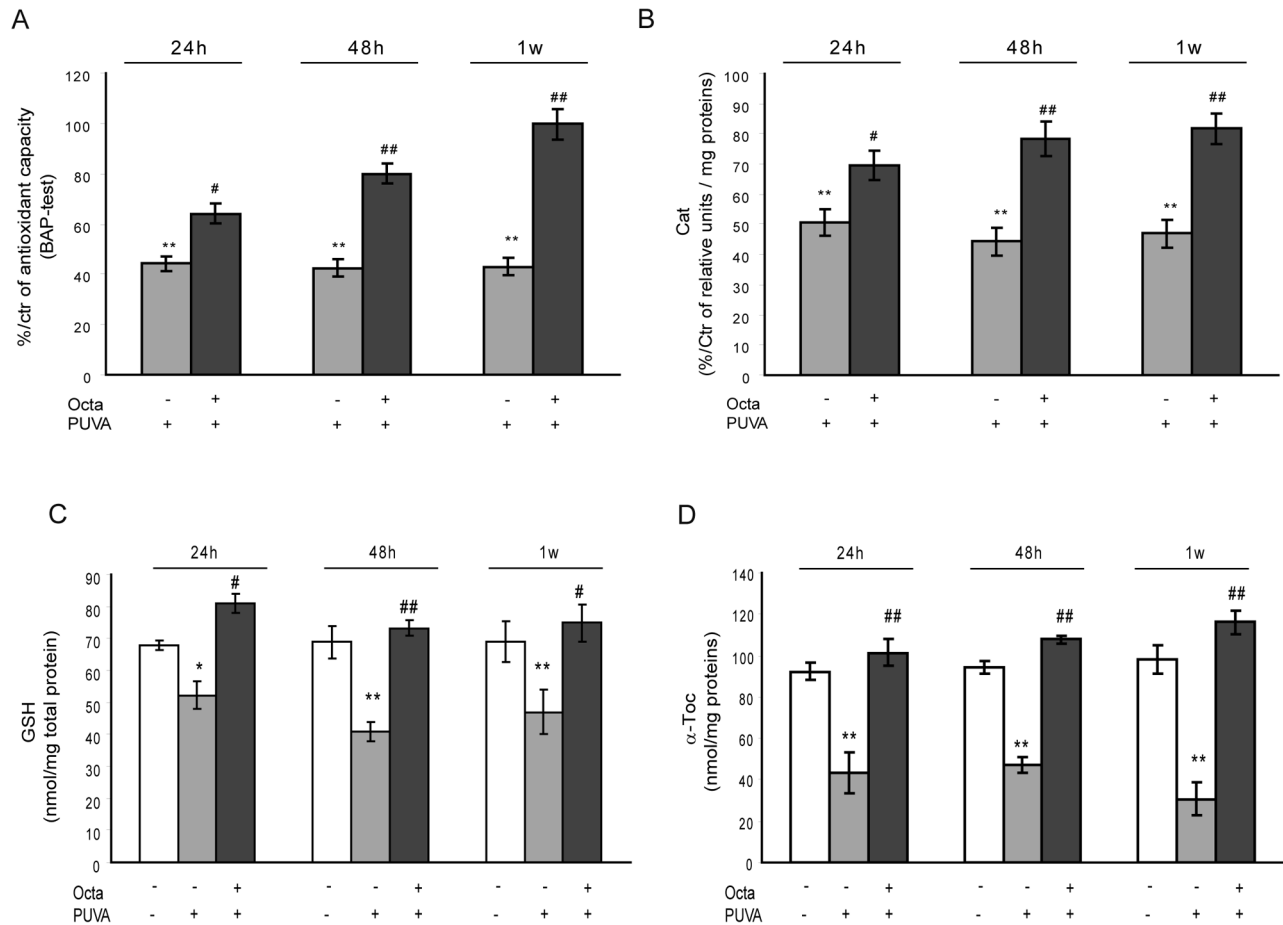 A
24h 48h 1w
%/ctr of antioxidant capacity
(BAP-test)
120
100
80
60
40
20
0
** # ** ## ** ##
Octa - + - + - +
PUVA + + + + + +
B
24h 48h 1w
Cat
(%/Ctr of relative units / mg proteins)
100
90
80
70
60
50
40
30
20
10
0
** # ** ## ** ##
Octa - + - + - +
PUVA + + + + + +
C
24h 48h 1w
GSH
(nmol/mg total protein)
90
80
70
60
50
40
30
20
10
0
* # ** ## ** #
Octa - - + - - + - - +
PUVA - + + - + + - + +
D
24h 48h 1w
α-Toc
(nmol/mg proteins)
140
120
100
80
60
40
20
0
** ## ** ## ** ##
Octa - - + - - + - - +
PUVA - + + - + + - + +